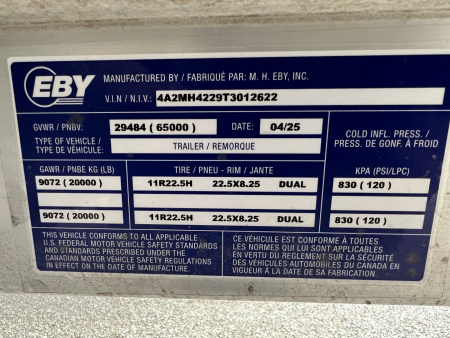 EBY
MANUFACTURED BY / FABRIQUÉ PAR: M. H. EBY, INC.
V.I.N / N.I.V.: 4A2MH4229T3012622
GVWR / PNBV: 29484 ( 65000 ) DATE: 04/25
TYPE OF VEHICLE / TYPE DE VÉHICULE: TRAILER / REMORQUE
COLD INFL. PRESS. / PRESS. DE GONF. À FROID
GAWR / PNBE KG (LB) TIRE / PNEU - RIM / JANTE KPA (PSI/LPC)
9072 ( 20000 ) 11R22.5H 22.5X8.25 DUAL 830 ( 120 )
9072 ( 20000 ) 11R22.5H 22.5X8.25 DUAL 830 ( 120 )
THIS VEHICLE CONFORMS TO ALL APPLICABLE
U.S. FEDERAL MOTOR VEHICLE SAFETY STANDARDS
AND STANDARDS PRESCRIBED UNDER THE
CANADIAN MOTOR VEHICLE SAFETY REGULATIONS
IN EFFECT ON THE DATE OF MANUFACTURE.
CE VÉHICULE EST CONFORME À TOUTES
LES NORMES QUI LUI SONT APPLICABLES
EN VERTU DU RÈGLEMENT SUR LA SÉCURITÉ
DES VÉHICULES AUTOMOBILES DU CANADA EN
VIGUEUR À LA DATE DE SA FABRICATION.